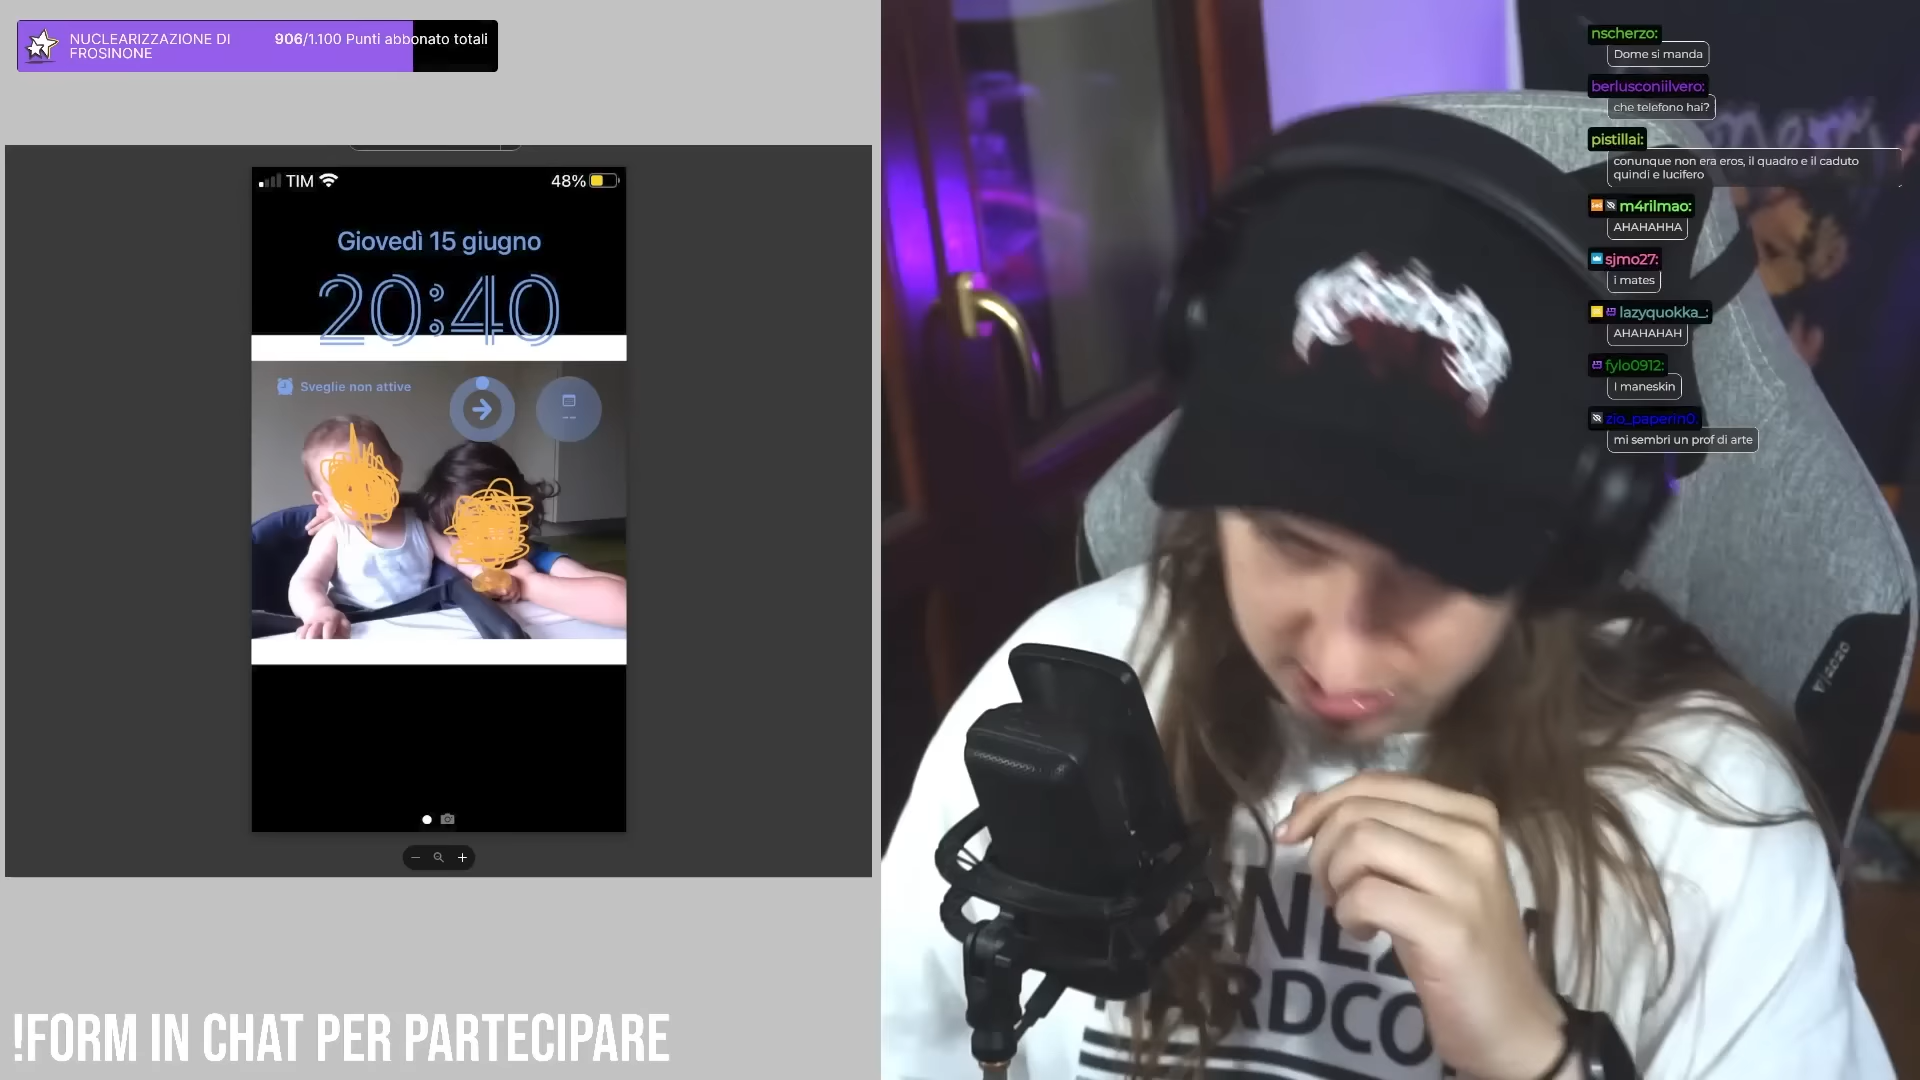 NUCLEARIZZAZIONE DI
FROSINONE
906/1.100 Punti abbonato totali
TIM
48%
Giovedì 15 giugno
20:40
Sveglie non attive
!FORM IN CHAT PER PARTECIPARE
nscherzo:
Dome si manda
berlusconiilvero:
che telefono hai?
pistillai:
conunque non era eros, il quadro e il caduto
quindi e lucifero
m4rilmao:
AHAHAHHA
sjmo27:
i mates
lazyquokka_:
AHAHAHAH
fylo0912:
I maneskin
zio_paperin0:
mi sembri un prof di arte